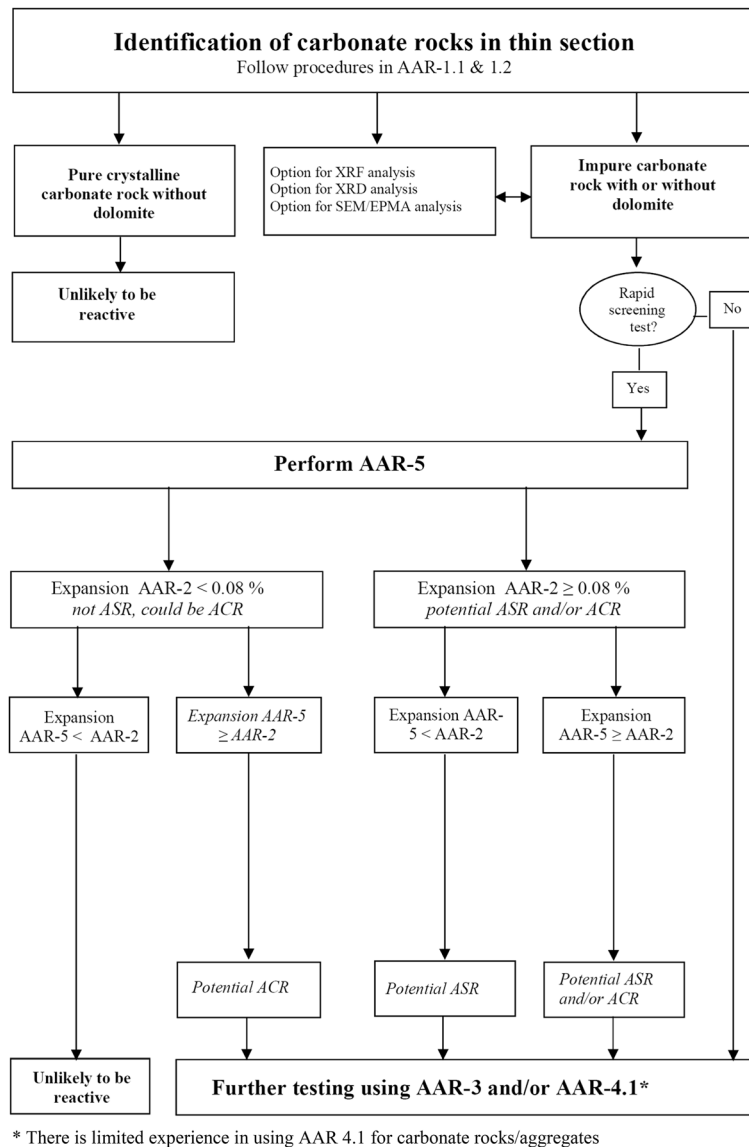 Identification of carbonate rocks in thin section
Follow procedures in AAR-1.1 & 1.2
Pure crystalline
carbonate rock without
dolomite
Option for XRF analysis
Option for XRD analysis
Option for SEM/EPMA analysis
Impure carbonate
rock with or without
dolomite
Unlikely to be
reactive
Rapid
screening
test?
No
Yes
Perform AAR-5
Expansion AAR-2 < 0.08 %
not ASR, could be ACR
Expansion AAR-2 ≥ 0.08 %
potential ASR and/or ACR
Expansion
AAR-5 < AAR-2
Expansion AAR-5
≥ AAR-2
Expansion AAR-
5 < AAR-2
Expansion
AAR-5 ≥ AAR-2
Potential ACR
Potential ASR
Potential ASR
and/or ACR
Unlikely to be
reactive
Further testing using AAR-3 and/or AAR-4.1*
* There is limited experience in using AAR 4.1 for carbonate rocks/aggregates